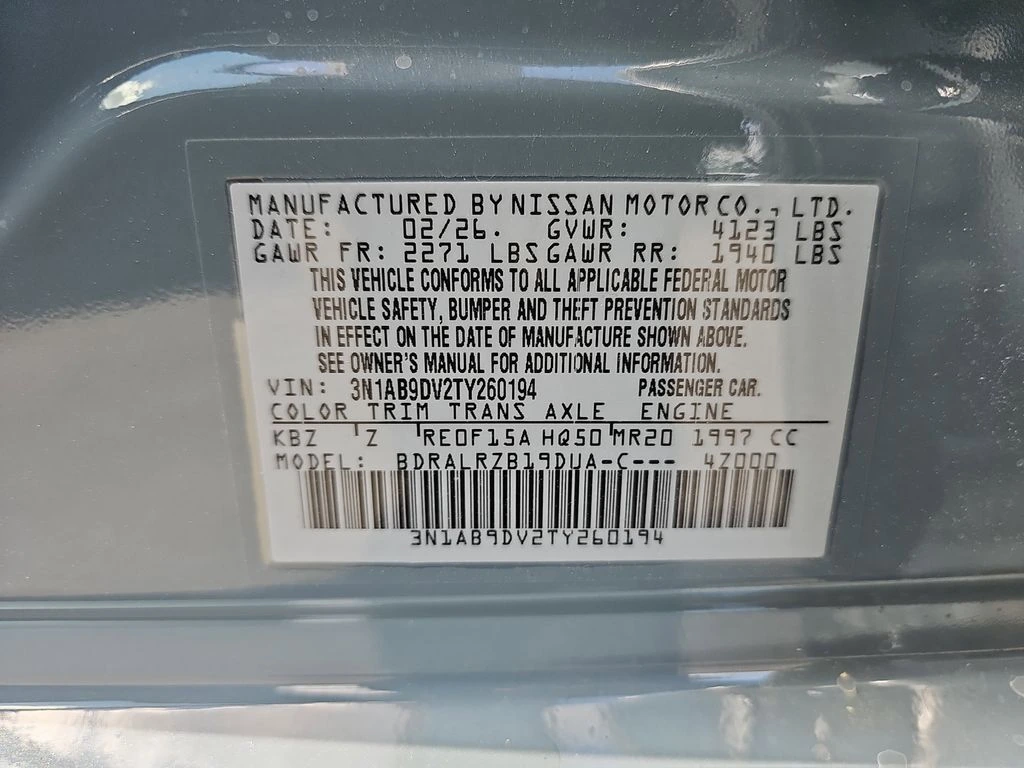 MANUFACTURED BY NISSAN MOTOR CO., LTD.
DATE: 02/26. GVWR: 4123 LBS
GAWR FR: 2271 LBS GAWR RR: 1940 LBS
THIS VEHICLE CONFORMS TO ALL APPLICABLE FEDERAL MOTOR
VEHICLE SAFETY, BUMPER AND THEFT PREVENTION STANDARDS
IN EFFECT ON THE DATE OF MANUFACTURE SHOWN ABOVE.
SEE OWNER'S MANUAL FOR ADDITIONAL INFORMATION.
VIN: 3N1AB9DV2TY260194 PASSENGER CAR.
COLOR TRIM TRANS AXLE ENGINE
KBZ Z RE0F15A HQ50 MR20 1997 CC
MODEL: BDRALRZB19DUA-C--- 4Z000
3N1AB9DV2TY260194